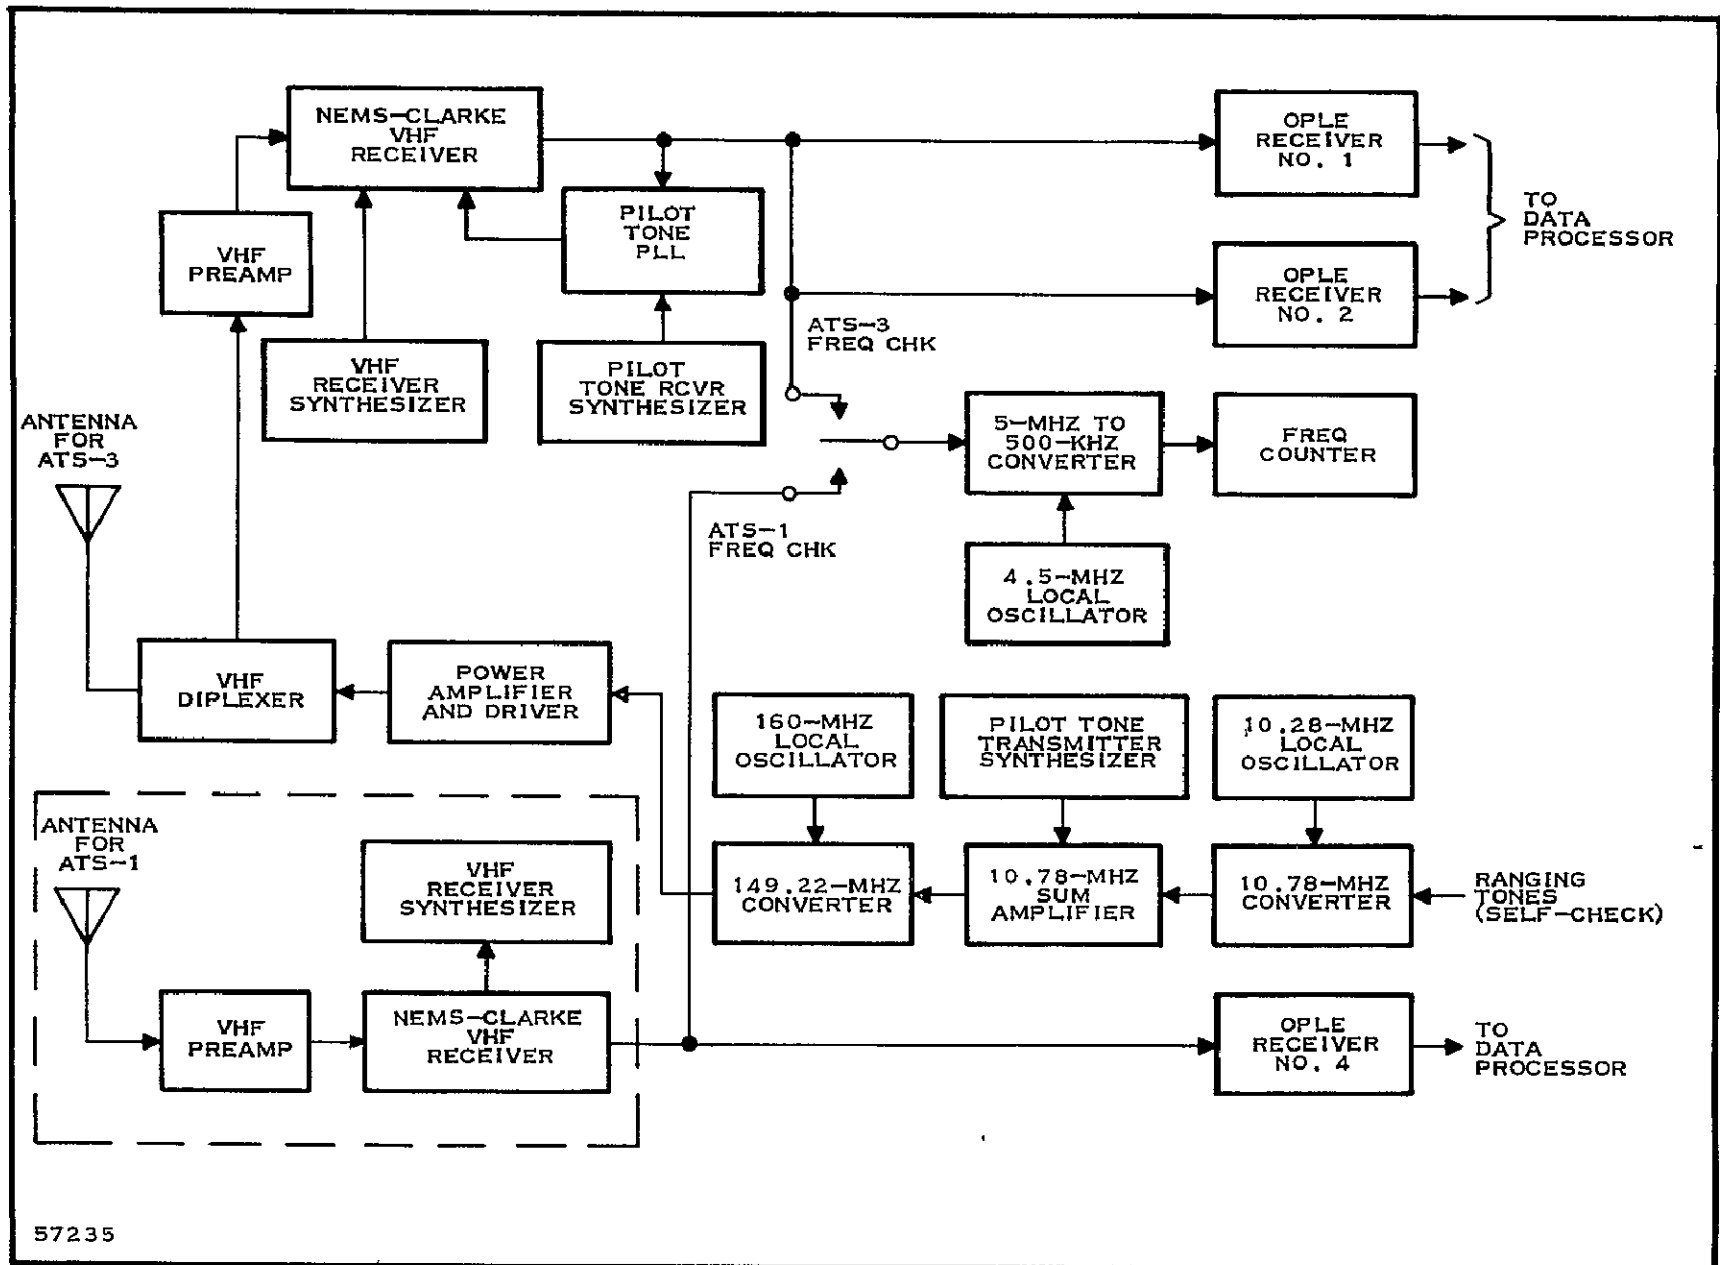 NEMS-CLARKE
VHF
RECEIVER
OPLE
RECEIVER
NO. 1
PILOT
TONE
PLL
TO
DATA
PROCESSOR
VHF
PREAMP
OPLE
RECEIVER
NO. 2
ATS-3
FREQ CHK
VHF
RECEIVER
SYNTHESIZER
PILOT
TONE RCVR
SYNTHESIZER
ANTENNA
FOR
ATS-3
5-MHZ TO
500-KHZ
CONVERTER
FREQ
COUNTER
ATS-1
FREQ CHK
4.5-MHZ
LOCAL
OSCILLATOR
VHF
DIPLEXER
POWER
AMPLIFIER
AND DRIVER
160-MHZ
LOCAL
OSCILLATOR
PILOT TONE
TRANSMITTER
SYNTHESIZER
10.28-MHZ
LOCAL
OSCILLATOR
ANTENNA
FOR
ATS-1
VHF
RECEIVER
SYNTHESIZER
149.22-MHZ
CONVERTER
10.78-MHZ
SUM
AMPLIFIER
10.78-MHZ
CONVERTER
RANGING
TONES
(SELF-CHECK)
VHF
PREAMP
NEMS-CLARKE
VHF
RECEIVER
OPLE
RECEIVER
NO. 4
TO
DATA
PROCESSOR
57235